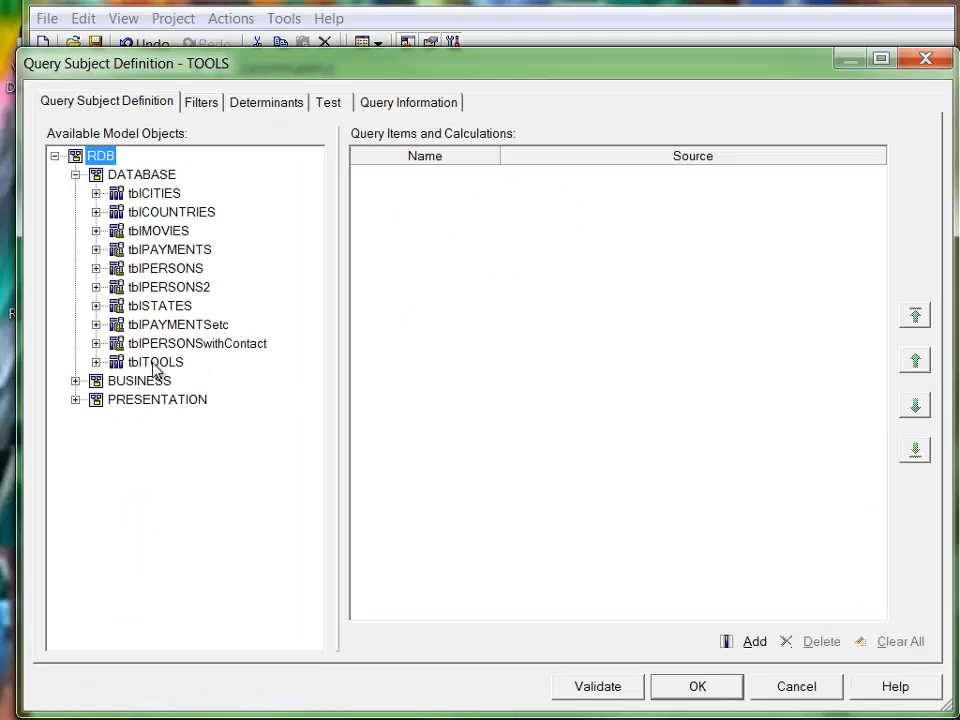 File Edit View Project Actions Tools Help
Undo Redo
Query Subject Definition - TOOLS
Query Subject Definition Filters Determinants Test Query Information
Available Model Objects: Query Items and Calculations:
RDB Name Source
DATABASE
tblCITIES
tblCOUNTRIES
tblMOVIES
tblPAYMENTS
tblPERSONS
tblPERSONS2
tblSTATES
tblPAYMENTSetc
tblPERSONSwithContact
tblTOOLS
BUSINESS
PRESENTATION
Add Delete Clear All
Validate OK Cancel Help